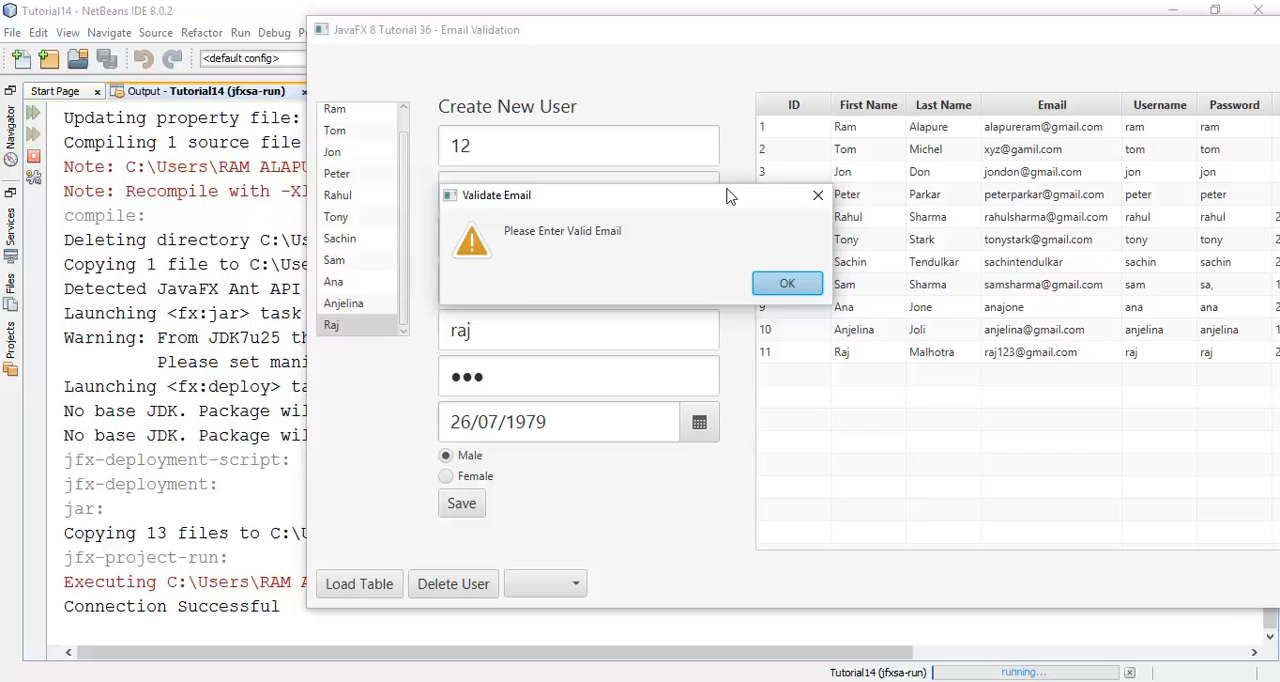 Tutorial14 - NetBeans IDE 8.0.2
File Edit View Navigate Source Refactor Run Debug
<default config>
Start Page x
Output - Tutorial14 (jfxsa-run)
Navigator
Services
Files
Projects
Updating property file:
Compiling 1 source file
Note: C:\Users\RAM ALAPU
Note: Recompile with -Xl
compile:
Deleting directory C:\Us
Copying 1 file to C:\Use
Detected JavaFX Ant API
Launching <fx:jar> task
Warning: From JDK7u25 th
Please set mani
Launching <fx:deploy> ta
No base JDK. Package wil
No base JDK. Package wil
jfx-deployment-script:
jfx-deployment:
jar:
Copying 13 files to C:\U
jfx-project-run:
Executing C:\Users\RAM A
Connection Successful
JavaFX 8 Tutorial 36 - Email Validation
Ram
Tom
Jon
Peter
Rahul
Tony
Sachin
Sam
Ana
Anjelina
Raj
Create New User
12
Validate Email
Please Enter Valid Email
OK
raj
●●●
26/07/1979
Male
Female
Save
Load Table Delete User
ID First Name Last Name Email Username Password
1 Ram Alapure alapureram@gmail.com ram ram
2 Tom Michel xyz@gamil.com tom tom
3 Jon Don jondon@gmail.com jon jon
Peter Parkar peterparkar@gmail.com peter peter
Rahul Sharma rahulsharma@gmail.com rahul rahul 2
Tony Stark tonystark@gmail.com tony tony
Sachin Tendulkar sachintendulkar sachin sachin
Sam Sharma samsharma@gmail.com sam sa,
9 Ana Jone anajone ana ana
10 Anjelina Joli anjelina@gmail.com anjelina anjelina
11 Raj Malhotra raj123@gmail.com raj raj 2
Tutorial14 (jfxsa-run) running...